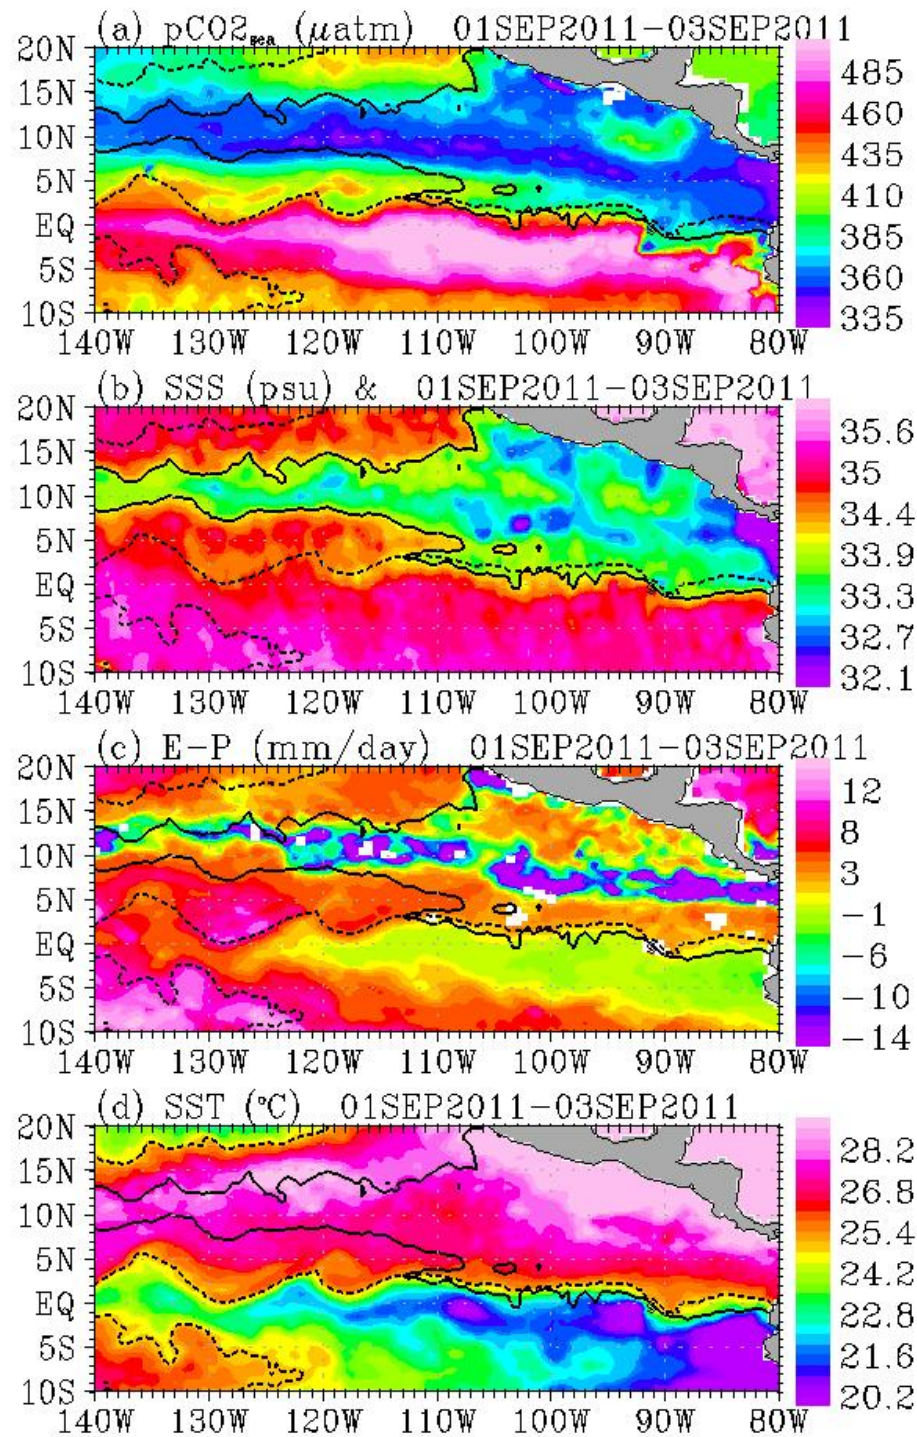 (a) pCO2sea (μatm) 01SEP2011-03SEP2011
20N
15N
10N
5N
EQ
5S
10S
140W 130W 120W 110W 100W 90W 80W
485
460
435
410
385
360
335
(b) SSS (psu) & 01SEP2011-03SEP2011
20N
15N
10N
5N
EQ
5S
10S
140W 130W 120W 110W 100W 90W 80W
35.6
35
34.4
33.9
33.3
32.7
32.1
(c) E-P (mm/day) 01SEP2011-03SEP2011
20N
15N
10N
5N
EQ
5S
10S
140W 130W 120W 110W 100W 90W 80W
12
8
3
-1
-6
-10
-14
(d) SST (°C) 01SEP2011-03SEP2011
20N
15N
10N
5N
EQ
5S
10S
140W 130W 120W 110W 100W 90W 80W
28.2
26.8
25.4
24.2
22.8
21.6
20.2